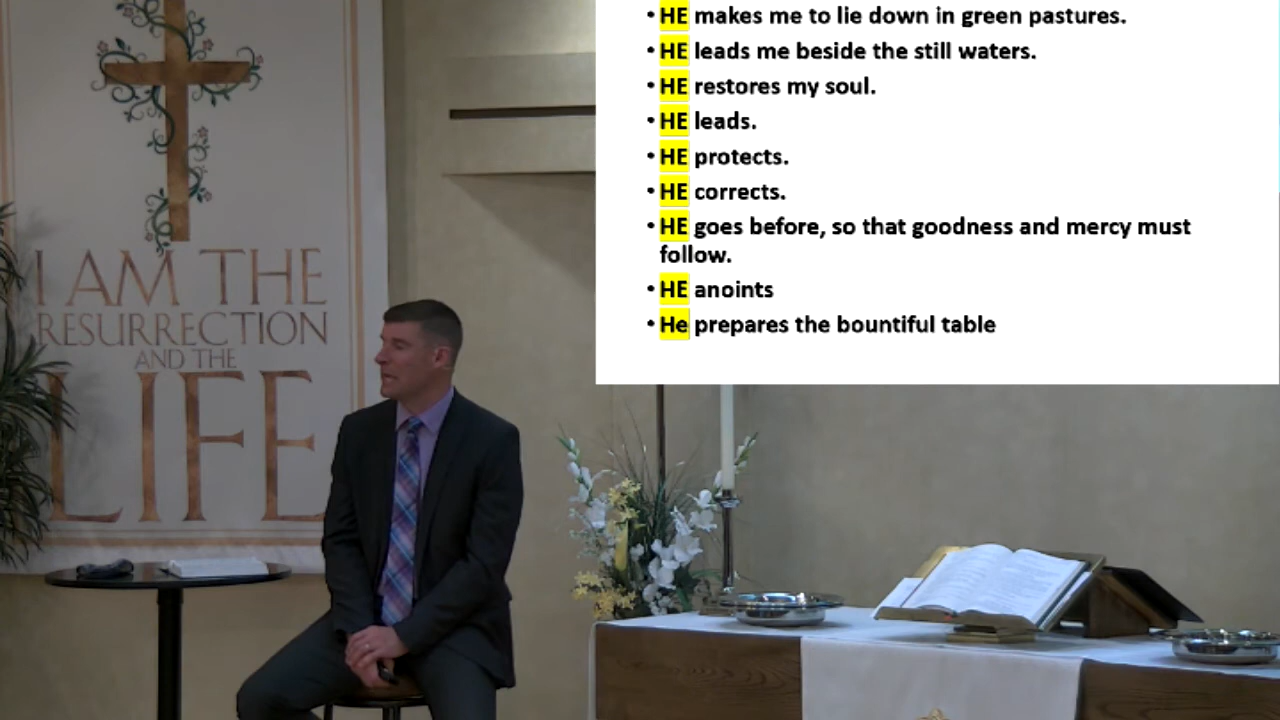 I AM THE
RESURRECTION
AND THE
LIFE
• HE makes me to lie down in green pastures.
• HE leads me beside the still waters.
• HE restores my soul.
• HE leads.
• HE protects.
• HE corrects.
• HE goes before, so that goodness and mercy must
follow.
• HE anoints
• He prepares the bountiful table